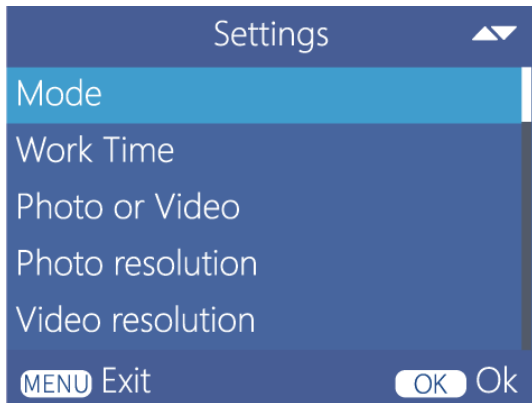 Settings
Mode
Work Time
Photo or Video
Photo resolution
Video resolution
MENU Exit OK Ok